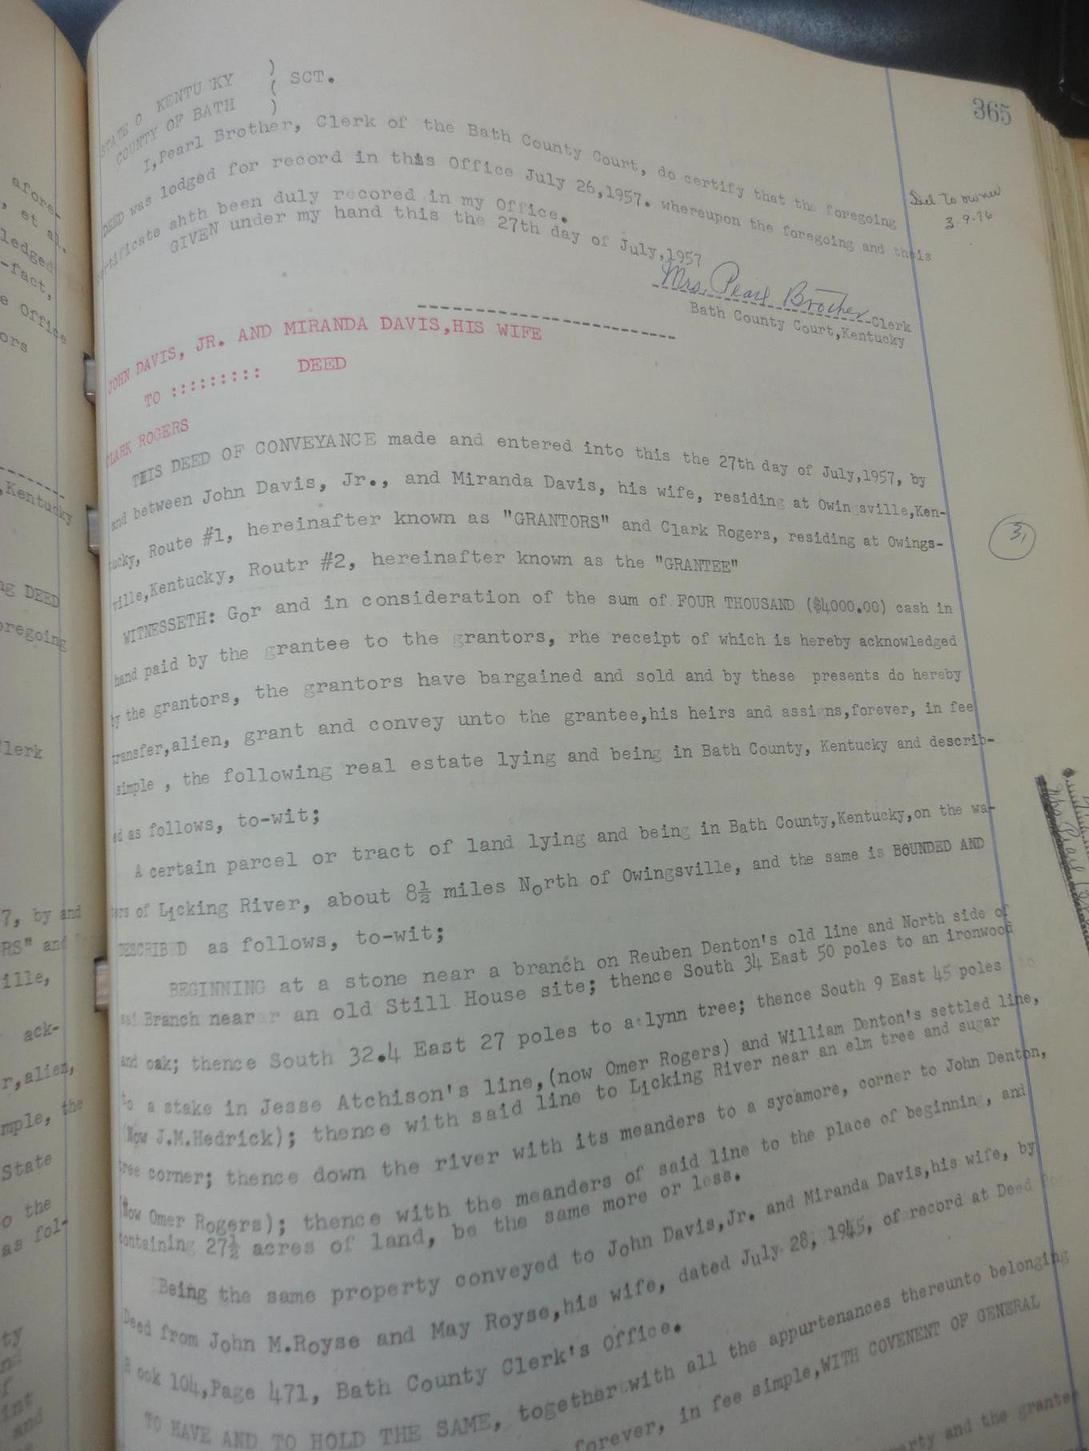 365
STATE O KENTU KY ) ( ) SCT.
COUNTY OF BATH
I,Pearl Brother, Clerk of the Bath County Court, do certify that the foregoing
DEED was lodged for record in this Office July 26,1957. whereupon the foregoing and this
ertificate ahth been duly recored in my Office.
GIVEN under my hand this the 27th day of July,1957
Del To owner
3-9-76
Mrs. Pearl Brother Clerk
Bath County Court,Kentucky
JOHN DAVIS, JR. AND MIRANDA DAVIS,HIS WIFE
TO ::::::::: DEED
CLARK ROGERS
THIS DEED OF CONVEYANCE made and entered into this the 27th day of July,1957, by
and between John Davis, Jr., and Miranda Davis, his wife, residing at Owin sville,Ken-
tucky, Route #1, hereinafter known as "GRANTORS" and Clark Rogers, residing at Owings-
ville,Kentucky, Routr #2, hereinafter known as the "GRANTEE"
3,
WITNESSETH: Gor and in consideration of the sum of FOUR THOUSAND ($4000.00) cash in
hand paid by the grantee to the grantors, rhe receipt of which is hereby acknowledged
by the grantors, the grantors have bargained and sold and by these presents do hereby
transfer,alien, grant and convey unto the grantee,his heirs and assigns,forever, in fee
simple , the following real estate lying and being in Bath County, Kentucky and describ-
ed as follows, to-wit;
A certain parcel or tract of land lying and being in Bath County,Kentucky,on the wa-
ters of Licking River, about 8½ miles North of Owingsville, and the same is BOUNDED AND
DESCRIB D as follows, to-wit;
BEGINNING at a stone near a branch on Reuben Denton's old line and North side of
Branch near an old Still House site; thence South 34 East 50 poles to an ironwood
and oak; thence South 32.4 East 27 poles to a lynn tree; thence South 9 East 45 poles
to a stake in Jesse Atchison's line,(now Omer Rogers) and William Denton's settled line,
(Now J.M.Hedrick); thence with said line to Licking River near an elm tree and sugar
tree corner; thence down the river with its meanders to a sycamore, corner to John Denton,
(Now Omer Rogers); thence with the meanders of said line to the place of beginning, and
containing 27½ acres of land, be the same more or less.
Being the same property conveyed to John Davis,Jr. and Miranda Davis,his wife, by
Deed from John M.Royse and May Royse,his wife, dated July 28, 1945, of record at Deed
B ook 104,Page 471, Bath County Clerk's Office.
TO HAVE AND TO HOLD THE SAME, together with all the appurtenances thereunto belonging
forever, in fee simple,WITH COVENENT OF GENERAL
arty and the grantee